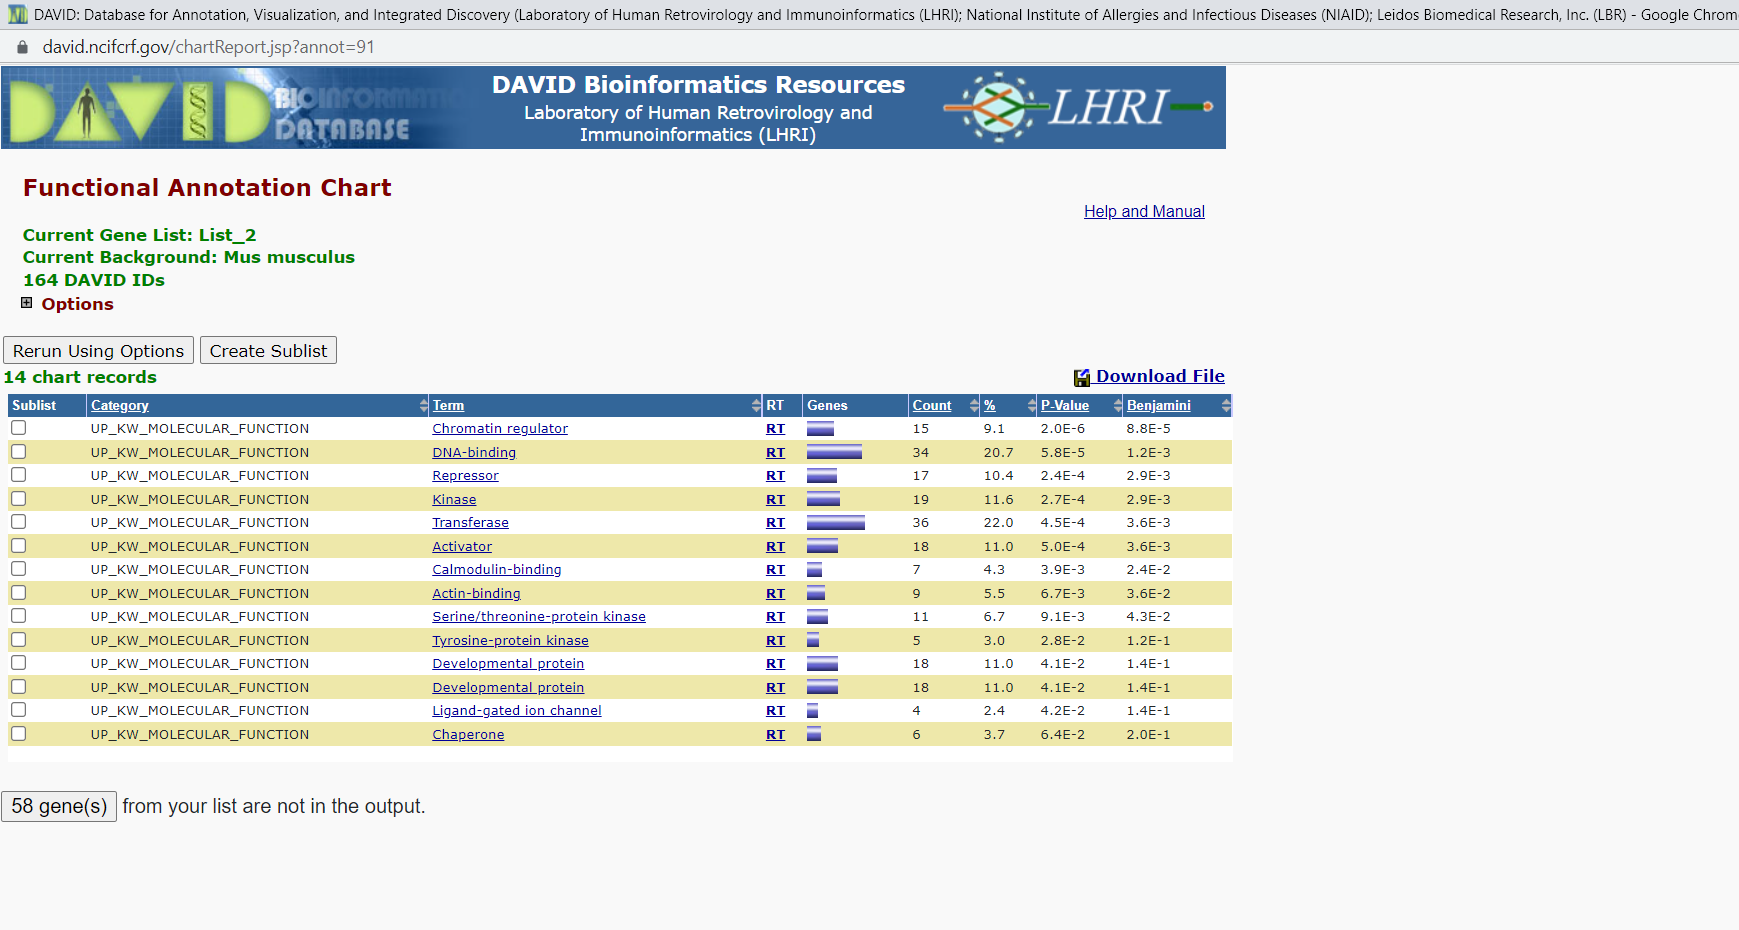 DAVID: Database for Annotation, Visualization, and Integrated Discovery (Laboratory of Human Retrovirology and Immunoinformatics (LHRI); National Institute of Allergies and Infectious Diseases (NIAID); Leidos Biomedical Research, Inc. (LBR) - Google Chrom
david.ncifcrf.gov/chartReport.jsp?annot=91
DAVID BIOINFORMATIC
DATABASE
DAVID Bioinformatics Resources
Laboratory of Human Retrovirology and
Immunoinformatics (LHRI)
LHRI
Functional Annotation Chart
Help and Manual
Current Gene List: List_2
Current Background: Mus musculus
164 DAVID IDs
Options
Rerun Using Options Create Sublist
14 chart records Download File
Sublist Category Term RT Genes Count % P-Value Benjamini
UP_KW_MOLECULAR_FUNCTION Chromatin regulator RT 15 9.1 2.0E-6 8.8E-5
UP_KW_MOLECULAR_FUNCTION DNA-binding RT 34 20.7 5.8E-5 1.2E-3
UP_KW_MOLECULAR_FUNCTION Repressor RT 17 10.4 2.4E-4 2.9E-3
UP_KW_MOLECULAR_FUNCTION Kinase RT 19 11.6 2.7E-4 2.9E-3
UP_KW_MOLECULAR_FUNCTION Transferase RT 36 22.0 4.5E-4 3.6E-3
UP_KW_MOLECULAR_FUNCTION Activator RT 18 11.0 5.0E-4 3.6E-3
UP_KW_MOLECULAR_FUNCTION Calmodulin-binding RT 7 4.3 3.9E-3 2.4E-2
UP_KW_MOLECULAR_FUNCTION Actin-binding RT 9 5.5 6.7E-3 3.6E-2
UP_KW_MOLECULAR_FUNCTION Serine/threonine-protein kinase RT 11 6.7 9.1E-3 4.3E-2
UP_KW_MOLECULAR_FUNCTION Tyrosine-protein kinase RT 5 3.0 2.8E-2 1.2E-1
UP_KW_MOLECULAR_FUNCTION Developmental protein RT 18 11.0 4.1E-2 1.4E-1
UP_KW_MOLECULAR_FUNCTION Developmental protein RT 18 11.0 4.1E-2 1.4E-1
UP_KW_MOLECULAR_FUNCTION Ligand-gated ion channel RT 4 2.4 4.2E-2 1.4E-1
UP_KW_MOLECULAR_FUNCTION Chaperone RT 6 3.7 6.4E-2 2.0E-1
58 gene(s) from your list are not in the output.